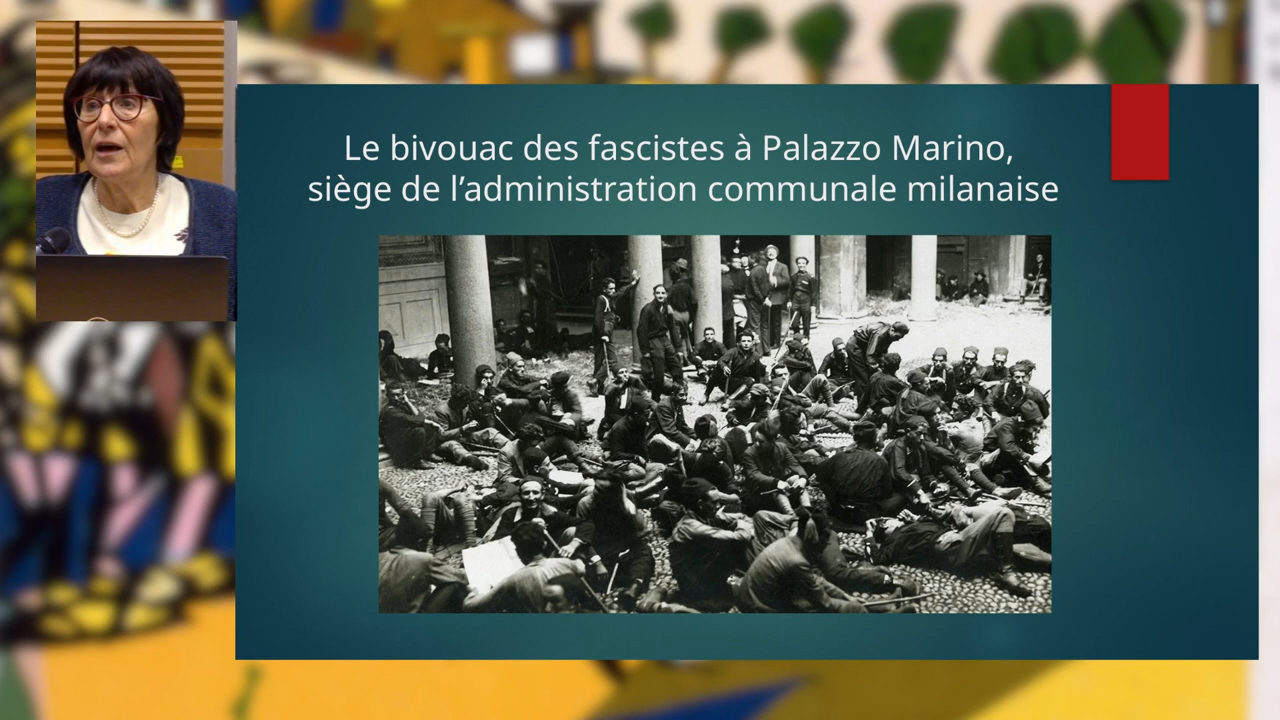 Le bivouac des fascistes à Palazzo Marino,
siège de l’administration communale milanaise